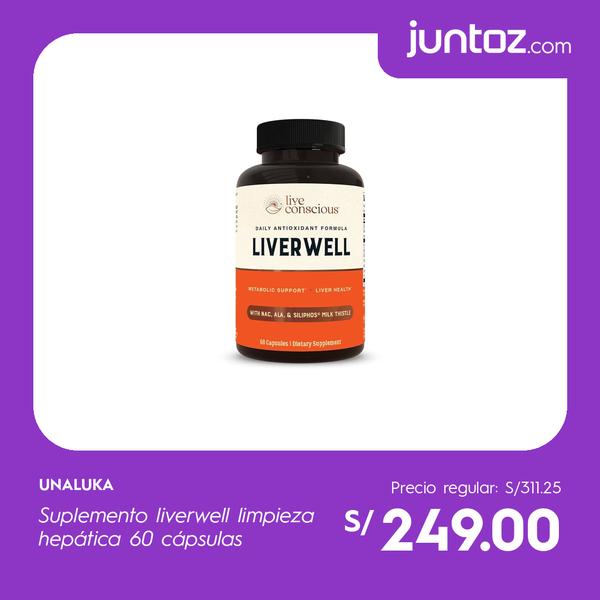 juntoz.com
live
conscious
DAILY ANTIOXIDANT FORMULA
LIVERWELL
METABOLIC SUPPORT LIVER HEALTH
WITH NAC, ALA, & SILIPHOS® MILK THISTLE
60 Capsules | Dietary Supplement
UNALUKA
Suplemento liverwell limpieza
hepática 60 cápsulas
Precio regular: S/311.25
S/ 249.00